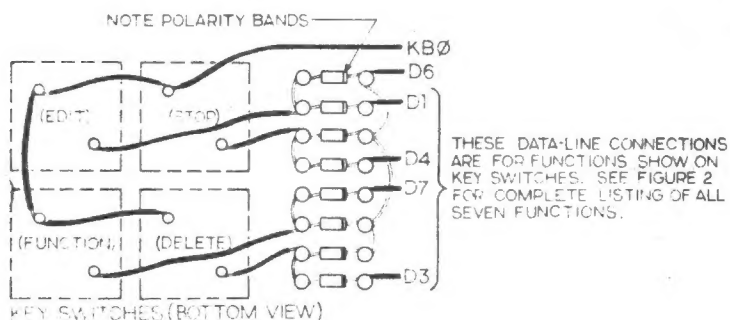 NOTE POLARITY BANDS
KBØ
D6
D1
(EDIT)
(STOP)
D4
D7
(FUNCTION)
(DELETE)
D3
THESE DATA-LINE CONNECTIONS
ARE FOR FUNCTIONS SHOW ON
KEY SWITCHES. SEE FIGURE 2
FOR COMPLETE LISTING OF ALL
SEVEN FUNCTIONS.
KEY SWITCHES (BOTTOM VIEW)